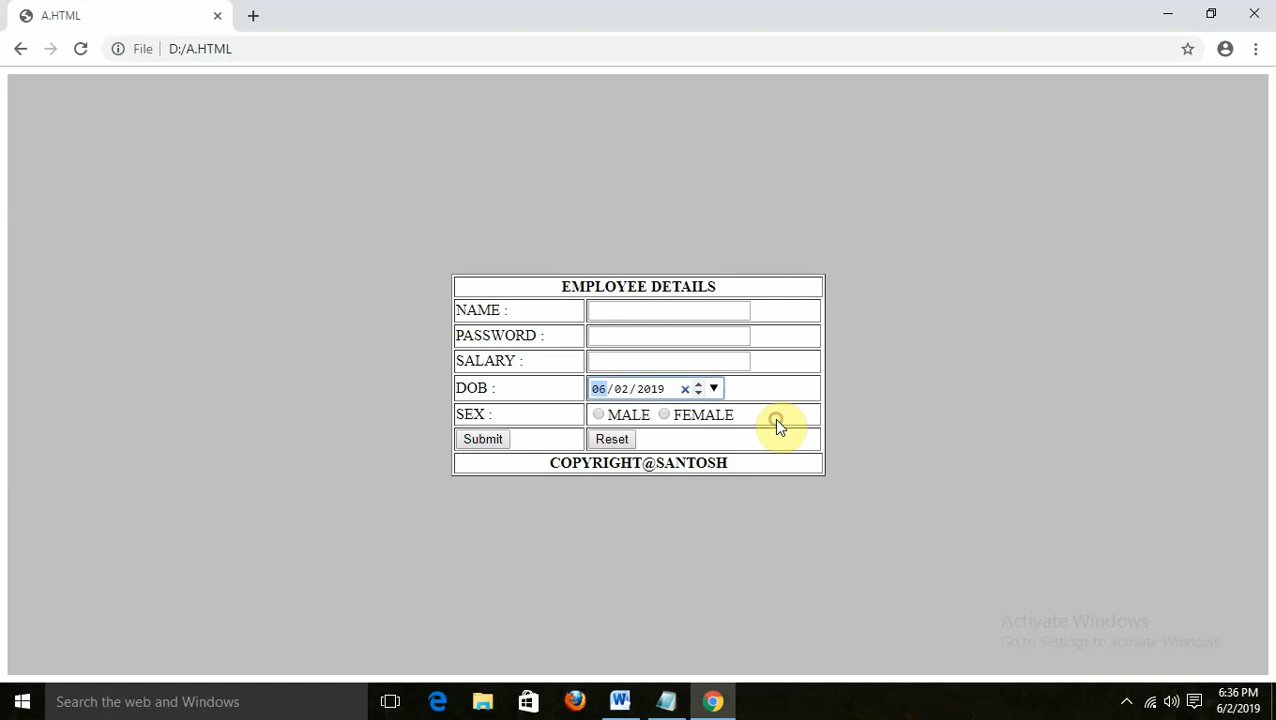 A.HTML
File D:/A.HTML
EMPLOYEE DETAILS
NAME :
PASSWORD :
SALARY :
DOB : 06/02/2019
SEX : MALE FEMALE
Submit Reset
COPYRIGHT@SANTOSH
Activate Windows
Go to Settings to activate Windows.
Search the web and Windows
6:36 PM
6/2/2019